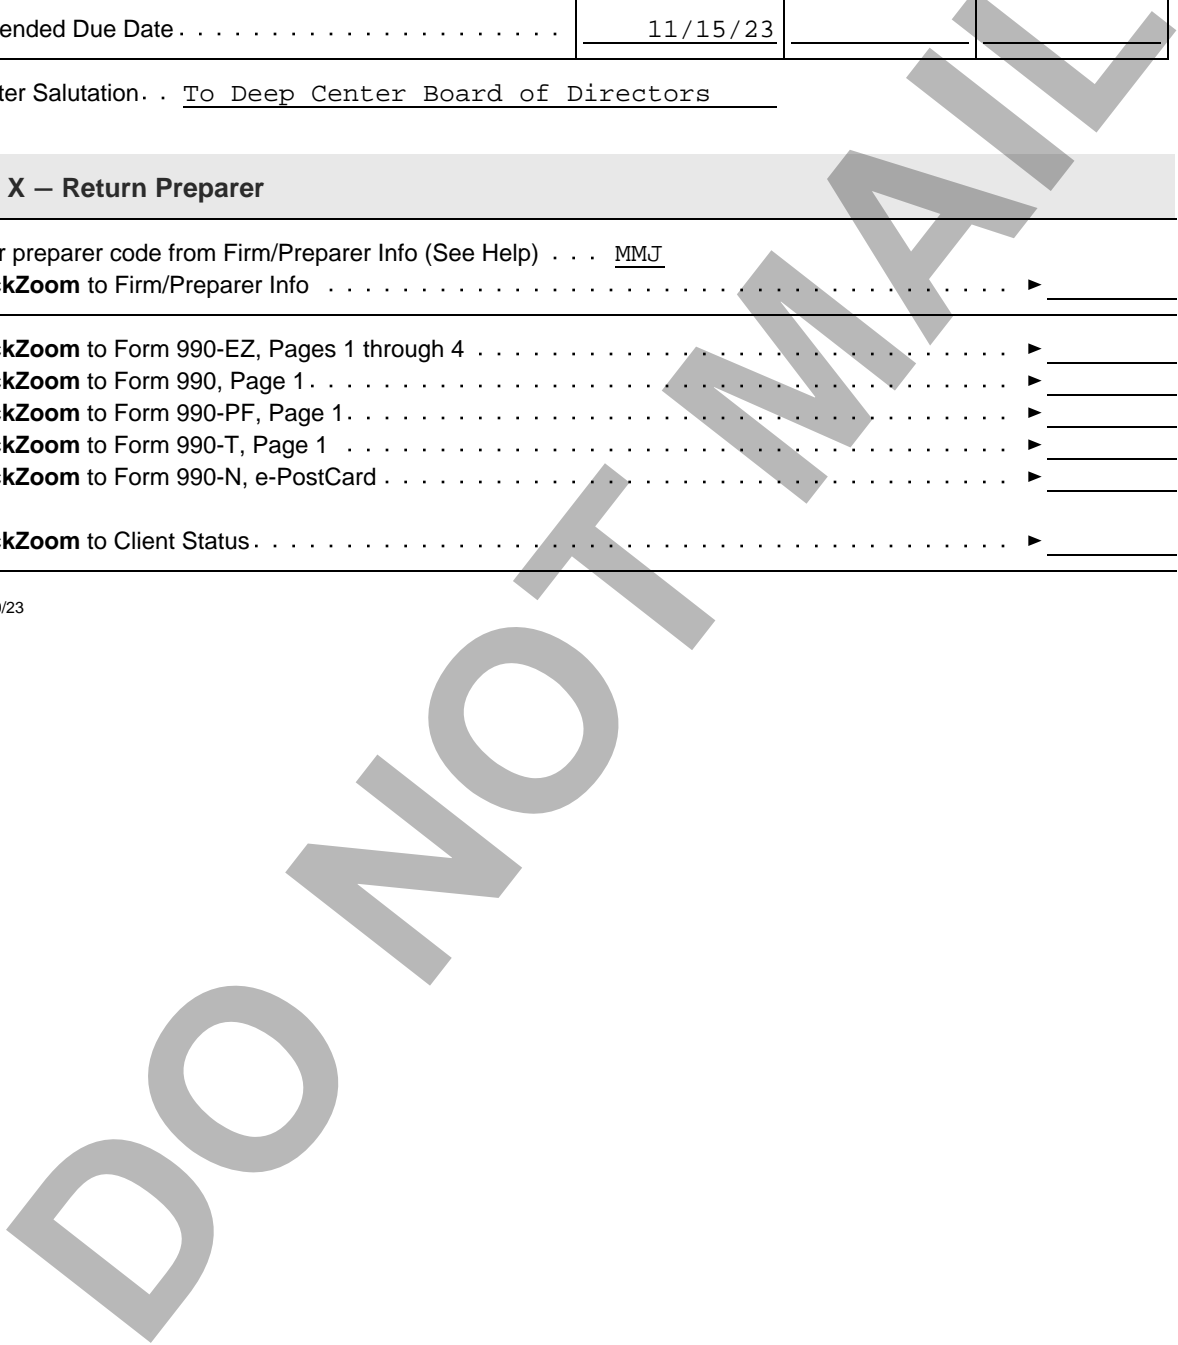 ended Due Date . . . . . . . . . . . . . . . . . . . . . 11/15/23
ter Salutation . . To Deep Center Board of Directors
X — Return Preparer
r preparer code from Firm/Preparer Info (See Help) . . . MMJ
kZoom to Firm/Preparer Info . . . . . . . . . . . . . . . . . . . . . . . . . . . . . . . . . . . . . ►
kZoom to Form 990-EZ, Pages 1 through 4 . . . . . . . . . . . . . . . . . . . . . . . . . . . . . ►
kZoom to Form 990, Page 1 . . . . . . . . . . . . . . . . . . . . . . . . . . . . . . . . . . . . . . ►
kZoom to Form 990-PF, Page 1 . . . . . . . . . . . . . . . . . . . . . . . . . . . . . . . . . . . . ►
kZoom to Form 990-T, Page 1 . . . . . . . . . . . . . . . . . . . . . . . . . . . . . . . . . . . . ►
kZoom to Form 990-N, e-PostCard . . . . . . . . . . . . . . . . . . . . . . . . . . . . . . . . . . ►
kZoom to Client Status . . . . . . . . . . . . . . . . . . . . . . . . . . . . . . . . . . . . . . . . . ►
/23
DO NOT MAIL